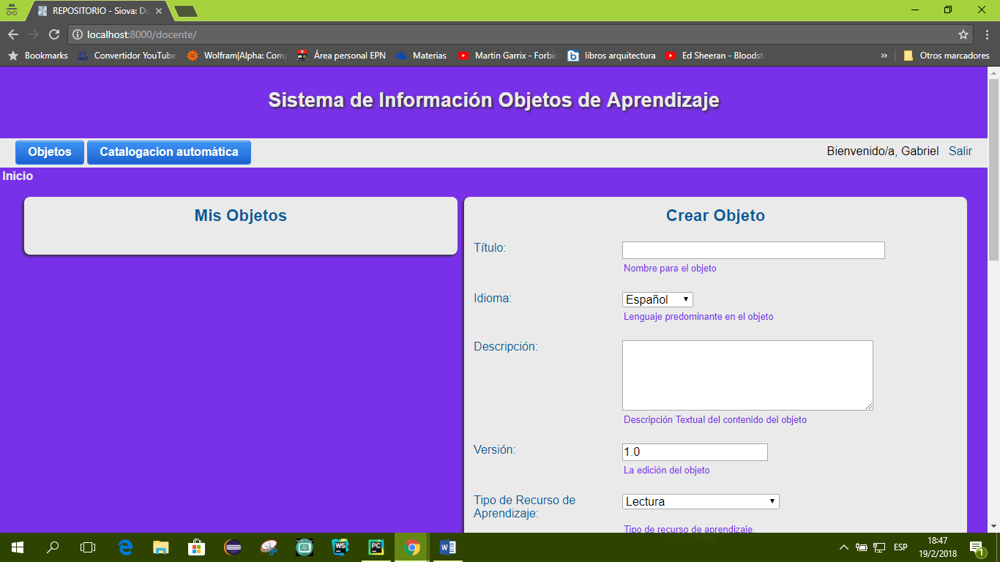 REPOSITORIO - Siova: Do
localhost:8000/docente/
Bookmarks Convertidor YouTube Wolfram|Alpha: Comp Área personal EPN Materias Martin Garrix - Forbid libros arquitectura Ed Sheeran - Bloodst » Otros marcadores
Sistema de Información Objetos de Aprendizaje
Objetos Catalogacion automática Bienvenido/a, Gabriel Salir
Inicio
Mis Objetos
Crear Objeto
Título:
Nombre para el objeto
Idioma: Español
Lenguaje predominante en el objeto
Descripción:
Descripción Textual del contenido del objeto
Versión: 1.0
La edición del objeto
Tipo de Recurso de Lectura
Aprendizaje:
Tipo de recurso de aprendizaje.
WS PC W
ESP
18:47
19/2/2018
1